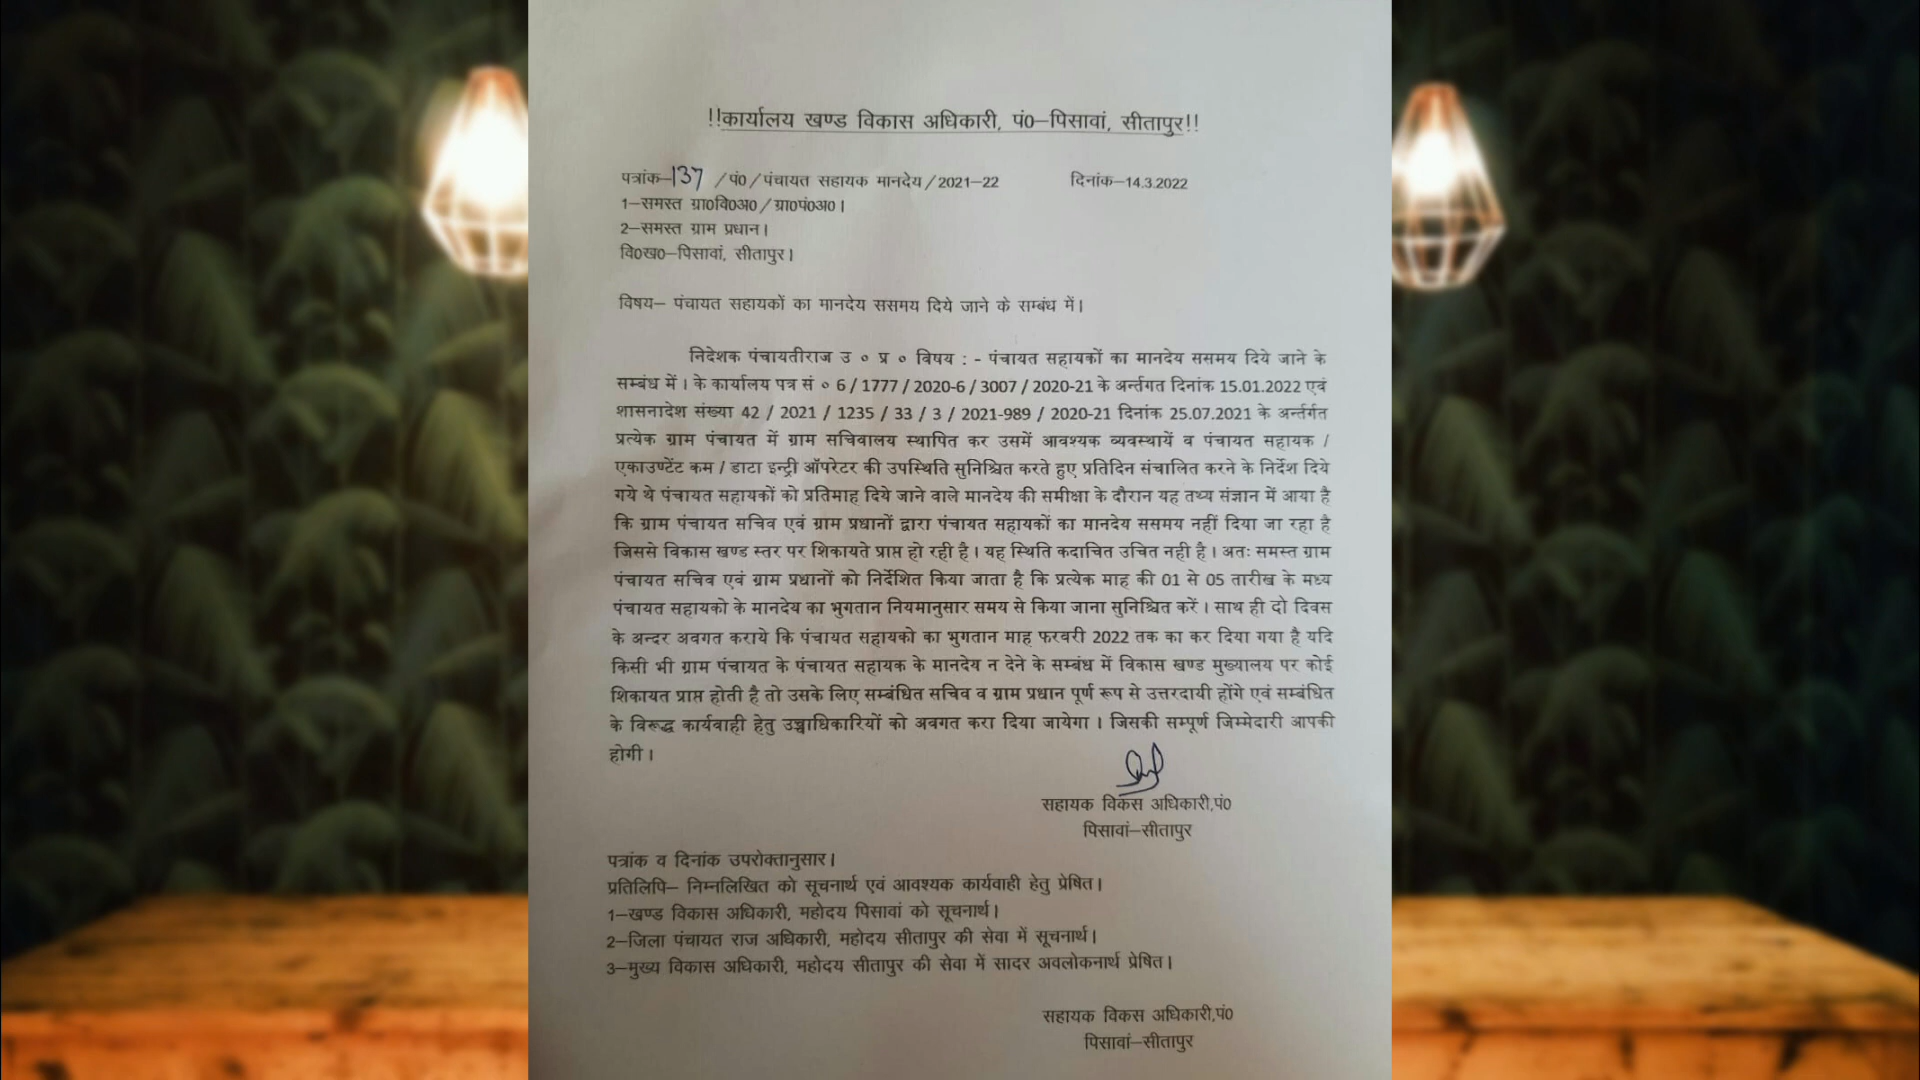 !!कार्यालय खण्ड विकास अधिकारी, पं0–पिसावां, सीतापुर!!
पत्रांक–137 /पं0/पंचायत सहायक मानदेय/2021–22 दिनांक–14.3.2022
1–समस्त ग्रा0वि0अ0/ग्रा0पं0अ0।
2–समस्त ग्राम प्रधान।
वि0ख0–पिसावां, सीतापुर।
विषय– पंचायत सहायकों का मानदेय ससमय दिये जाने के सम्बंध में।
निदेशक पंचायतीराज उ ० प्र ० विषय : - पंचायत सहायकों का मानदेय ससमय दिये जाने के
सम्बंध में । के कार्यालय पत्र सं ० 6 / 1777 / 2020-6 / 3007 / 2020-21 के अर्न्तगत दिनांक 15.01.2022 एवं
शासनादेश संख्या 42 / 2021 / 1235 / 33 / 3 / 2021-989 / 2020-21 दिनांक 25.07.2021 के अर्न्तर्गत
प्रत्येक ग्राम पंचायत में ग्राम सचिवालय स्थापित कर उसमें आवश्यक व्यवस्थायें व पंचायत सहायक /
एकाउण्टेंट कम / डाटा इन्ट्री ऑपरेटर की उपस्थिति सुनिश्चित करते हुए प्रतिदिन संचालित करने के निर्देश दिये
गये थे पंचायत सहायकों को प्रतिमाह दिये जाने वाले मानदेय की समीक्षा के दौरान यह तथ्य संज्ञान में आया है
कि ग्राम पंचायत सचिव एवं ग्राम प्रधानों द्वारा पंचायत सहायकों का मानदेय ससमय नहीं दिया जा रहा है
जिससे विकास खण्ड स्तर पर शिकायते प्राप्त हो रही है । यह स्थिति कदाचित उचित नही है । अतः समस्त ग्राम
पंचायत सचिव एवं ग्राम प्रधानों को निर्देशित किया जाता है कि प्रत्येक माह की 01 से 05 तारीख के मध्य
पंचायत सहायको के मानदेय का भुगतान नियमानुसार समय से किया जाना सुनिश्चित करें । साथ ही दो दिवस
के अन्दर अवगत कराये कि पंचायत सहायको का भुगतान माह फरवरी 2022 तक का कर दिया गया है यदि
किसी भी ग्राम पंचायत के पंचायत सहायक के मानदेय न देने के सम्बंध में विकास खण्ड मुख्यालय पर कोई
शिकायत प्राप्त होती है तो उसके लिए सम्बंधित सचिव व ग्राम प्रधान पूर्ण रूप से उत्तरदायी होंगे एवं सम्बंधित
के विरूद्ध कार्यवाही हेतु उच्चाधिकारियों को अवगत करा दिया जायेगा । जिसकी सम्पूर्ण जिम्मेदारी आपकी
होगी ।
सहायक विकस अधिकारी,पं0
पिसावां–सीतापुर
पत्रांक व दिनांक उपरोक्तानुसार।
प्रतिलिपि– निम्नलिखित को सूचनार्थ एवं आवश्यक कार्यवाही हेतु प्रेषित।
1–खण्ड विकास अधिकारी, महोदय पिसावां को सूचनार्थ।
2–जिला पंचायत राज अधिकारी, महोदय सीतापुर की सेवा में सूचनार्थ।
3–मुख्य विकास अधिकारी, महोदय सीतापुर की सेवा में सादर अवलोकनार्थ प्रेषित।
सहायक विकस अधिकारी,पं0
पिसावां–सीतापुर